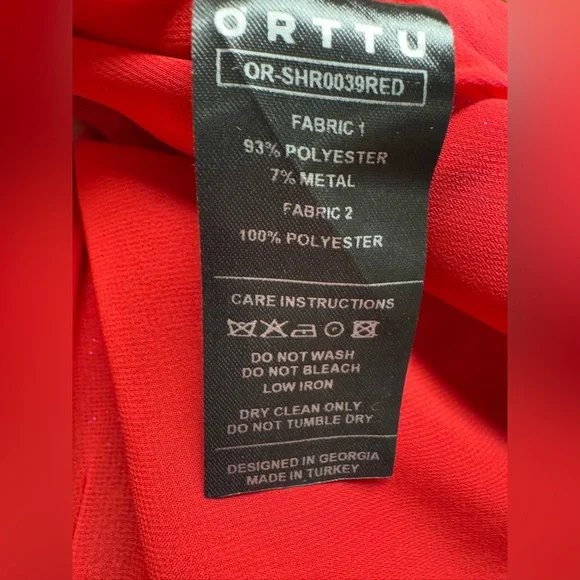 ORTTU
OR-SHR0039RED
FABRIC 1
93% POLYESTER
7% METAL
FABRIC 2
100% POLYESTER
CARE INSTRUCTIONS
DO NOT WASH
DO NOT BLEACH
LOW IRON
DRY CLEAN ONLY
DO NOT TUMBLE DRY
DESIGNED IN GEORGIA
MADE IN TURKEY